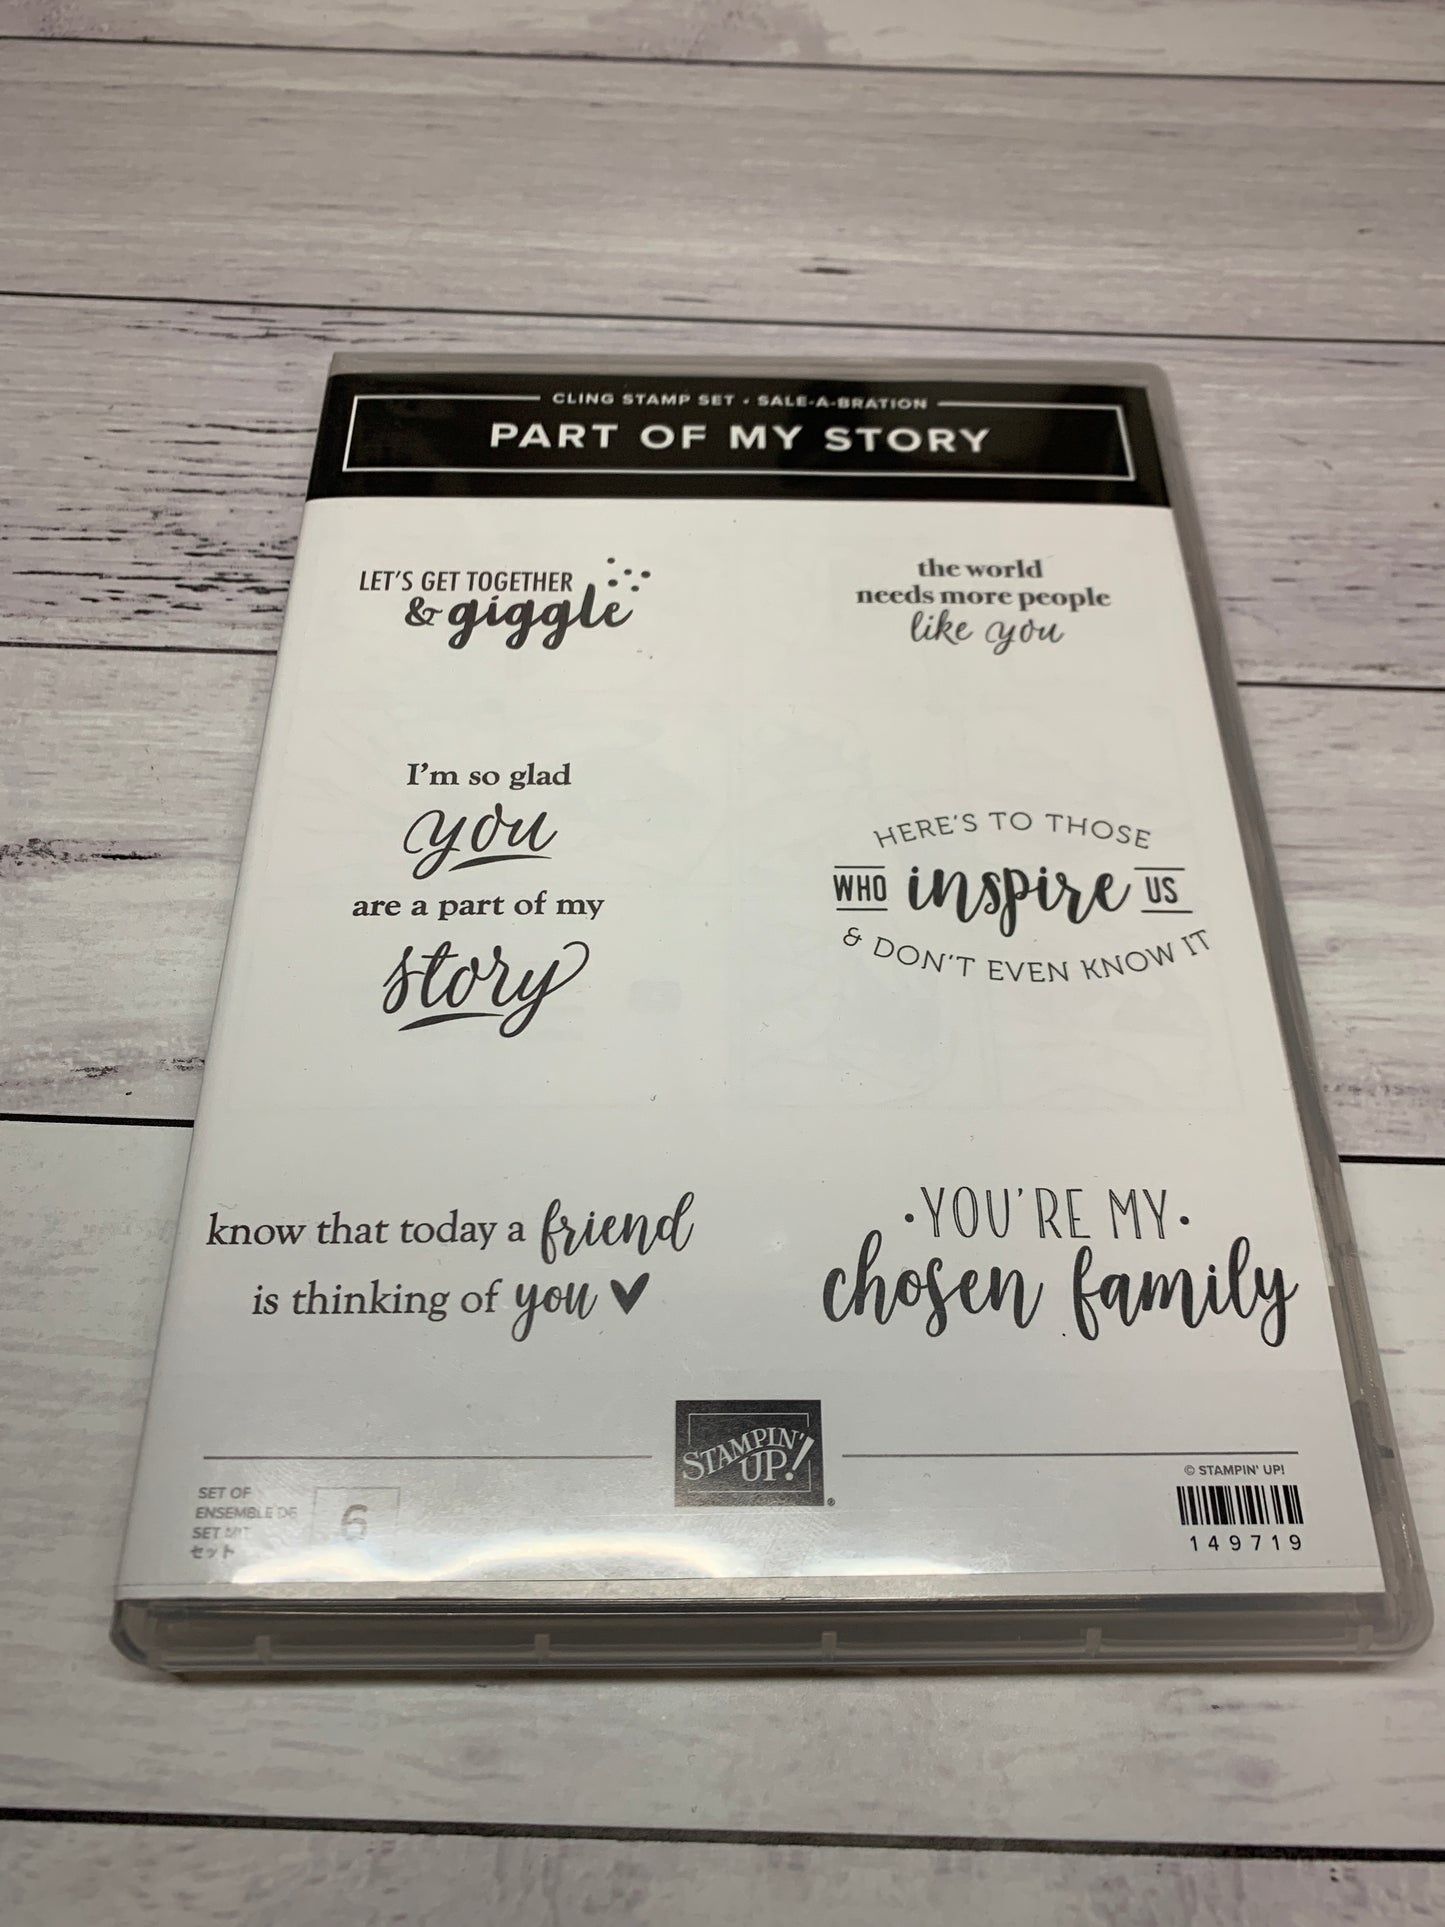 CLING STAMP SET • SALE-A-BRATION
PART OF MY STORY
LET'S GET TOGETHER
& giggle
the world
needs more people
like you
I'm so glad
you
are a part of my
story
HERE'S TO THOSE
WHO inspire US
& DON'T EVEN KNOW IT
know that today a friend
is thinking of you ♥
•YOU'RE MY•
chosen family
STAMPIN'
UP!®
SET OF
ENSEMBLE DE
SET MIT
セット
6
© STAMPIN' UP!
149719